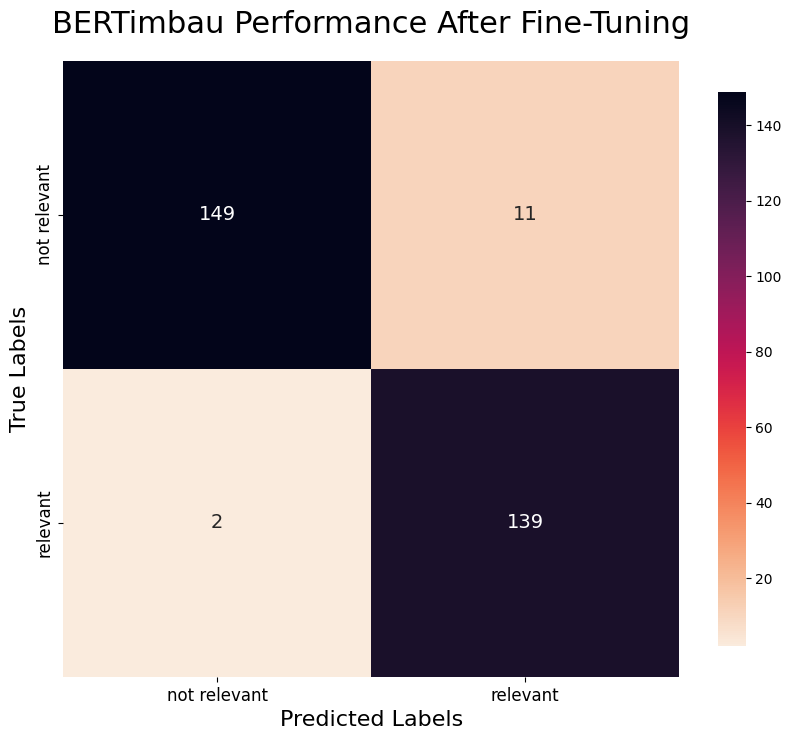 BERTimbau Performance After Fine-Tuning
True Labels
not relevant
relevant
149
11
2
139
not relevant
relevant
Predicted Labels
140
120
100
80
60
40
20